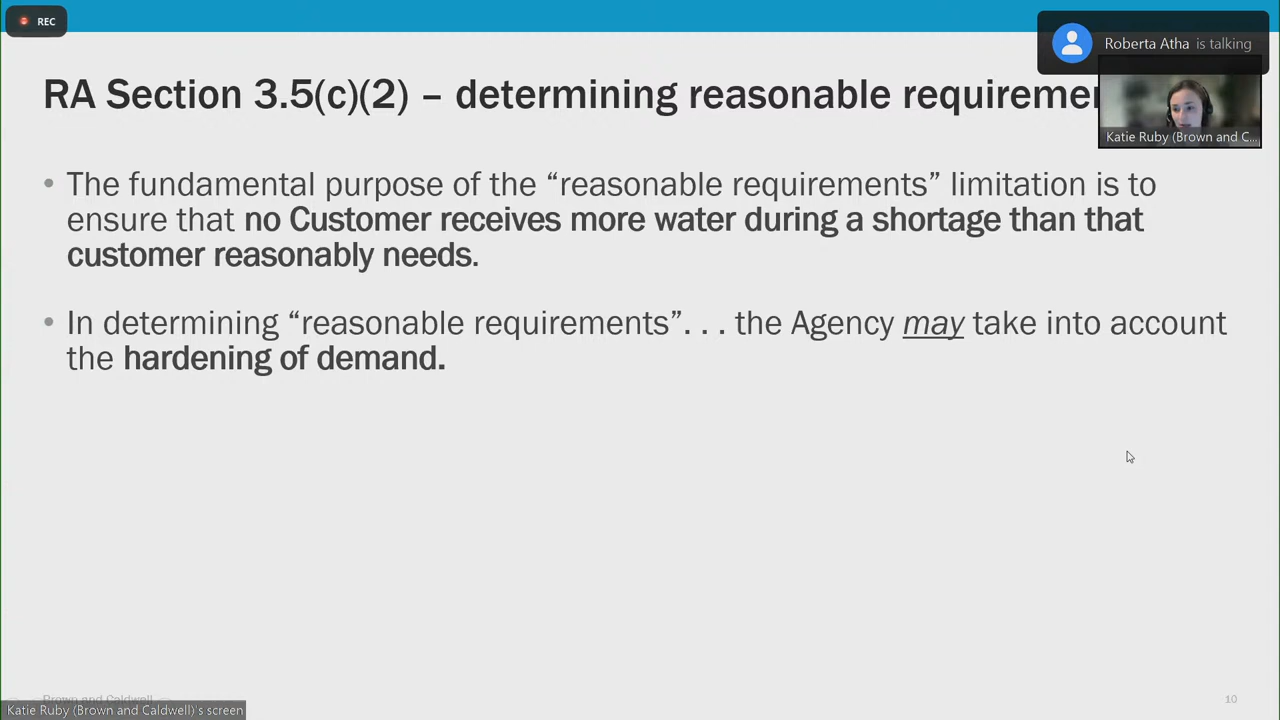 REC
Roberta Atha is talking
RA Section 3.5(c)(2) – determining reasonable requiremen
Katie Ruby (Brown and C...
• The fundamental purpose of the “reasonable requirements” limitation is to
ensure that no Customer receives more water during a shortage than that
customer reasonably needs.
• In determining “reasonable requirements”. . . the Agency may take into account
the hardening of demand.
Brown and Caldwell
10
Katie Ruby (Brown and Caldwell)'s screen